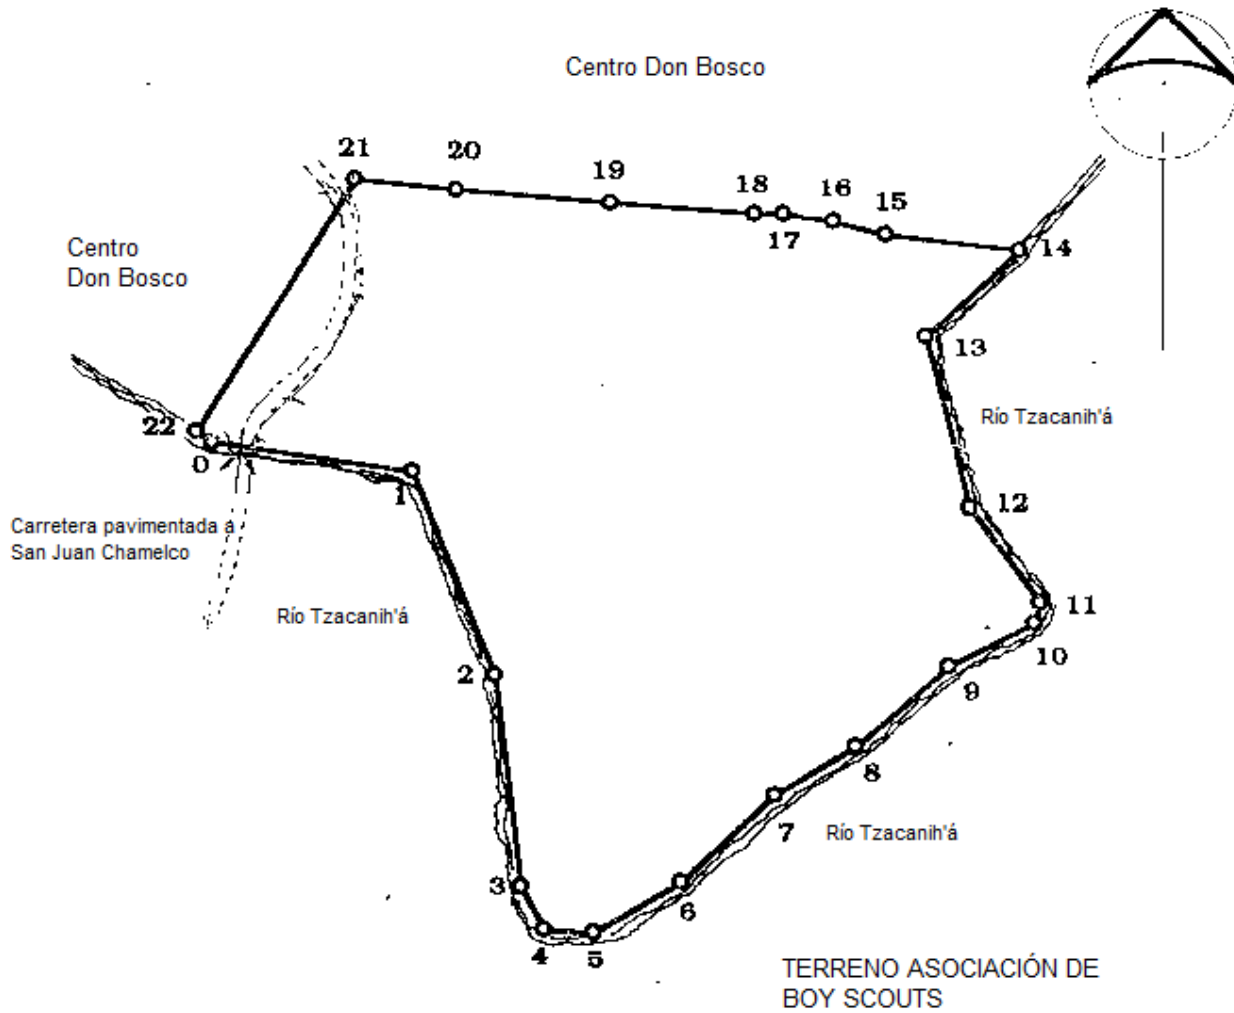 Centro Don Bosco
21
20
19
18
17
16
15
14
Centro
Don Bosco
13
Río Tzacanih'á
22
0
1
12
Carretera pavimentada a
San Juan Chamelco
Río Tzacanih'á
11
10
2
9
8
7
Río Tzacanih'á
3
6
4
5
TERRENO ASOCIACIÓN DE
BOY SCOUTS